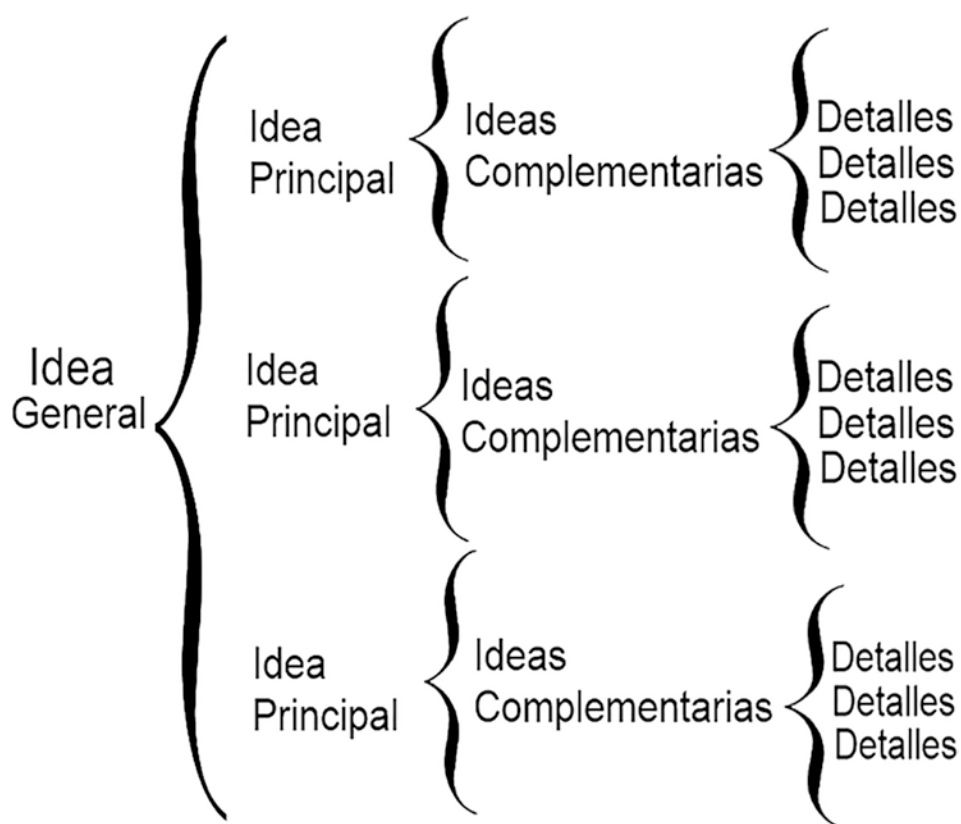 Idea
General
Idea
Principal
Ideas
Complementarias
Detalles
Detalles
Detalles
Idea
Principal
Ideas
Complementarias
Detalles
Detalles
Detalles
Idea
Principal
Ideas
Complementarias
Detalles
Detalles
Detalles